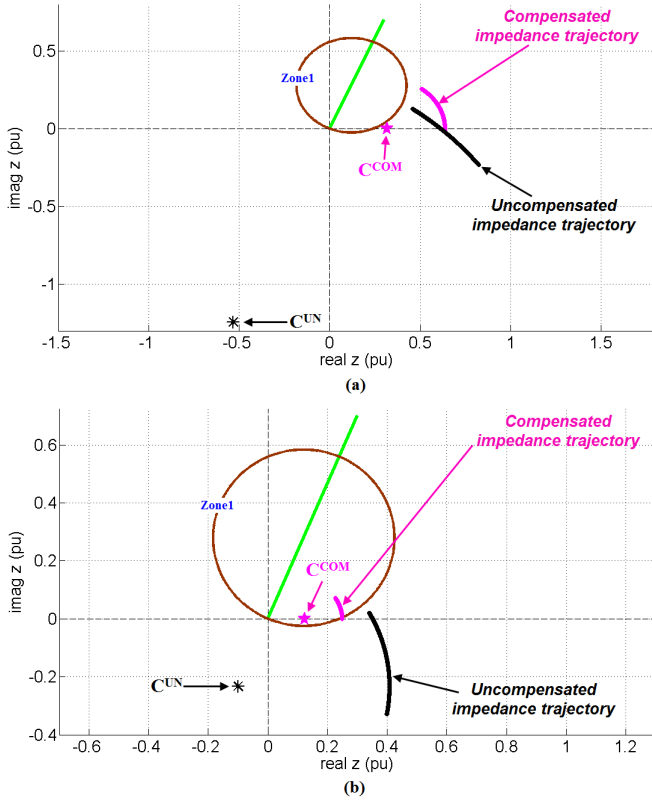 Compensated
impedance trajectory
0.5
Zone1
0
C^COM
imag z (pu)
-0.5
Uncompensated
impedance trajectory
-1
C^UN
-1.5 -1 -0.5 0 0.5 1 1.5
real z (pu)
(a)
Compensated
impedance trajectory
0.6
Zone1
0.4
imag z (pu)
0.2
C^COM
0
C^UN
-0.2
Uncompensated
impedance trajectory
-0.4
-0.6 -0.4 -0.2 0 0.2 0.4 0.6 0.8 1 1.2
real z (pu)
(b)